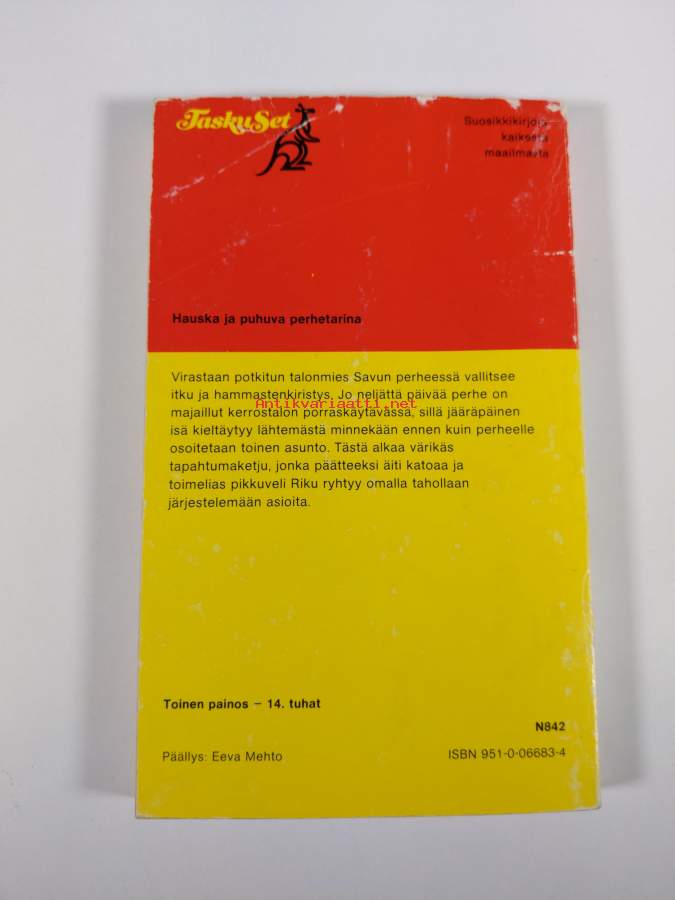 TaskuSet
Suosikkikirjoja
kaikesta
maailmasta
Hauska ja puhuva perhetarina
Virastaan potkitun talonmies Savun perheessä vallitsee
itku ja hammastenkiristys. Jo neljättä päivää perhe on
Antikvariaatti.net
majaillut kerrostalon porraskäytävässä, sillä jääräpäinen
isä kieltäytyy lähtemästä minnekään ennen kuin perheelle
osoitetaan toinen asunto. Tästä alkaa värikäs
tapahtumaketju, jonka päätteeksi äiti katoaa ja
toimelias pikkuveli Riku ryhtyy omalla tahollaan
järjestelemään asioita.
Toinen painos – 14. tuhat
N842
Päällys: Eeva Mehto
ISBN 951-0-06683-4